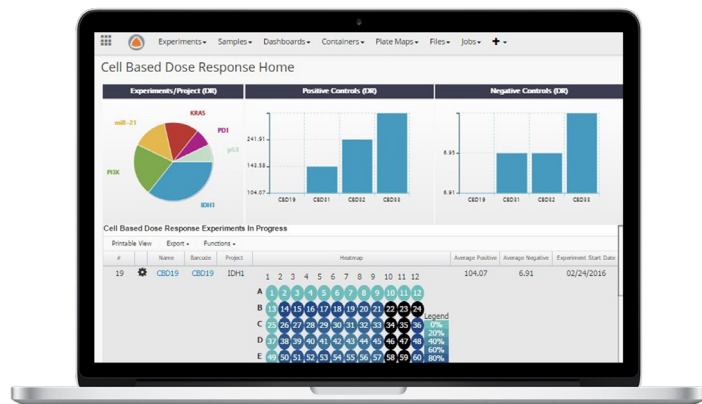 Experiments Samples Dashboards Containers Plate Maps Files Jobs +
Cell Based Dose Response Home
Experiments/Project (DR) Positive Controls (DR) Negative Controls (DR)
KRAS
miR-21
PD1
p53
PI3K
IDH1
241.91
143.58
104.07
CBD19 CBD31 CBD32 CBD33
6.95
6.91
CBD19 CBD31 CBD32 CBD33
Cell Based Dose Response Experiments In Progress
Printable View Export Functions
# Name Barcode Project Heatmap Average Positive Average Negative Experiment Start Date
19 CBD19 CBD19 IDH1 104.07 6.91 02/24/2016
1 2 3 4 5 6 7 8 9 10 11 12
A 1 2 3 4 5 6 7 8 9 10 11 12
B 13 14 15 16 17 18 19 20 21 22 23 24
Legend
C 25 26 27 28 29 30 31 32 33 34 35 36 0%
20%
D 37 38 39 40 41 42 43 44 45 46 47 48 40%
60%
E 49 50 51 52 53 54 55 56 57 58 59 60 80%